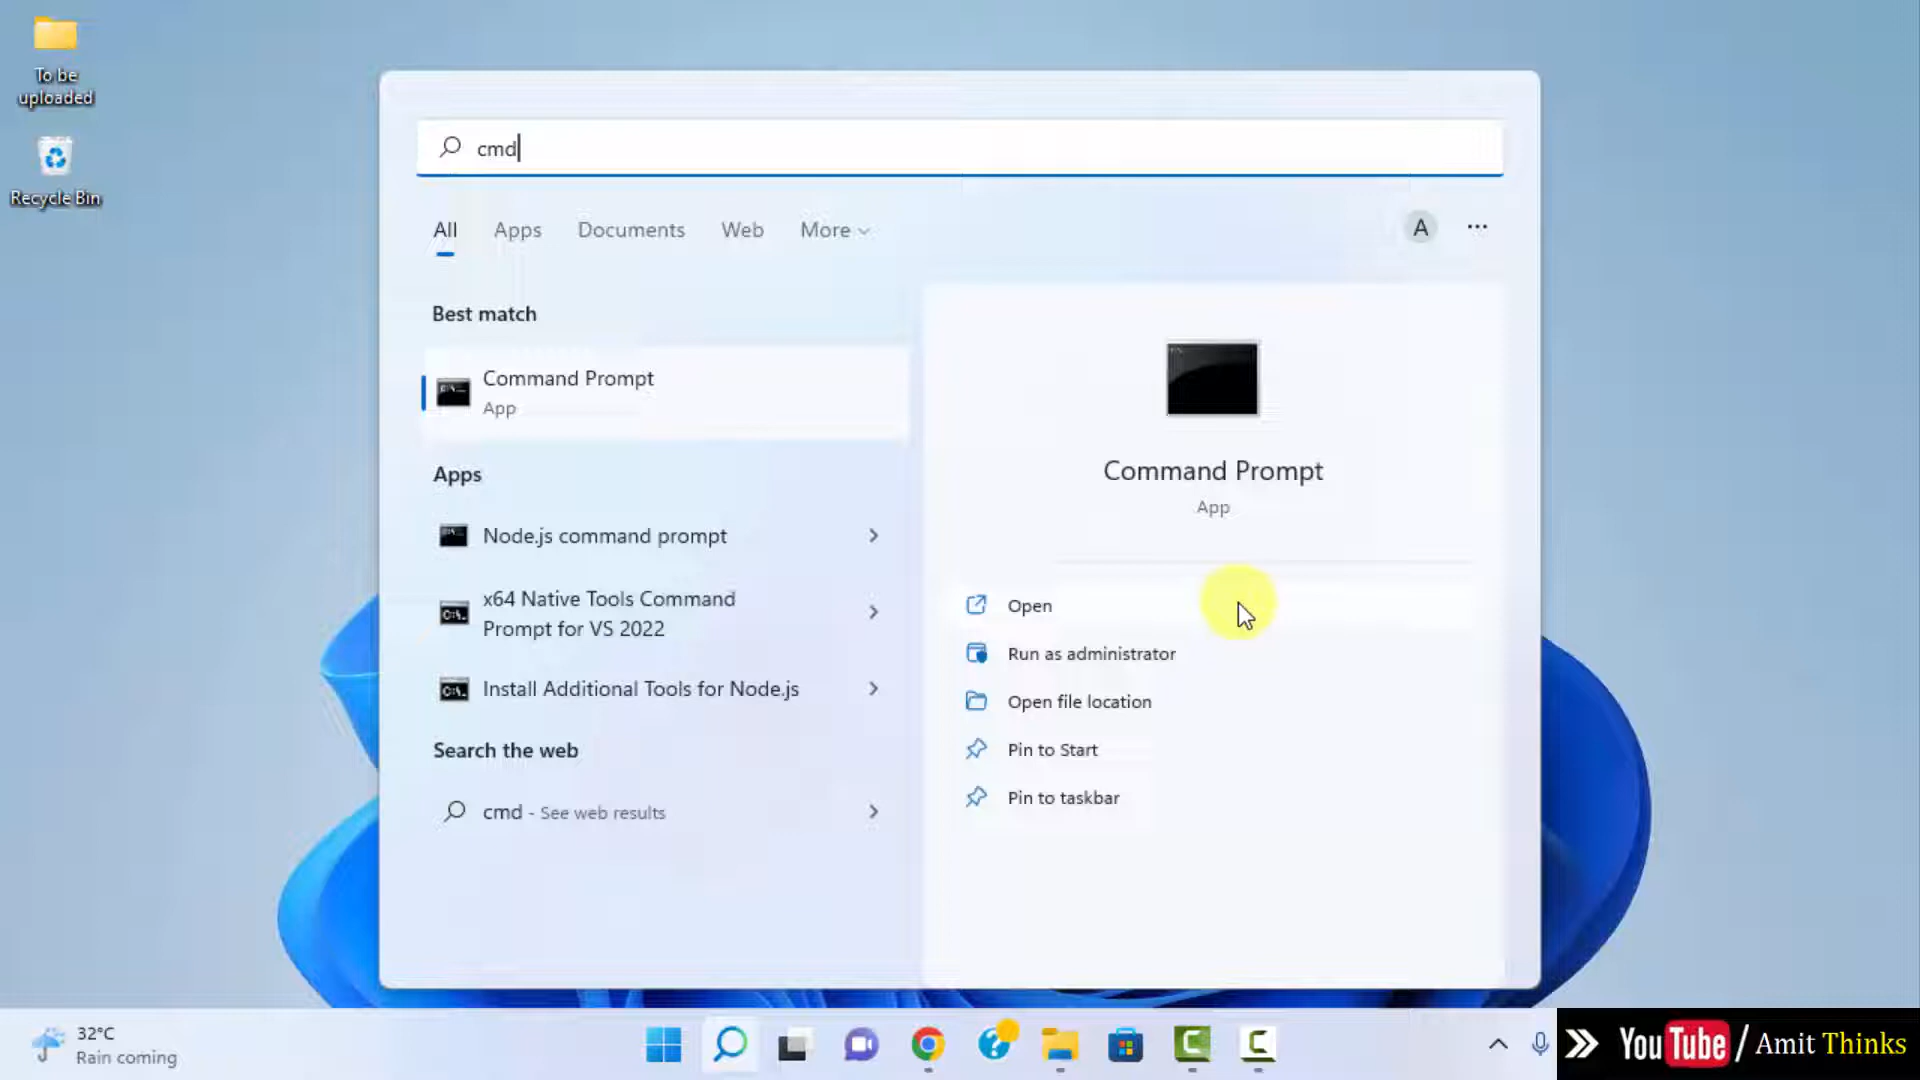 To be
uploaded
Recycle Bin
cmd
All
Apps
Documents
Web
More
A
...
Best match
Command Prompt
App
Apps
Node.js command prompt
x64 Native Tools Command
Prompt for VS 2022
Install Additional Tools for Node.js
Search the web
cmd - See web results
Command Prompt
App
Open
Run as administrator
Open file location
Pin to Start
Pin to taskbar
32°C
Rain coming
YouTube / Amit Thinks